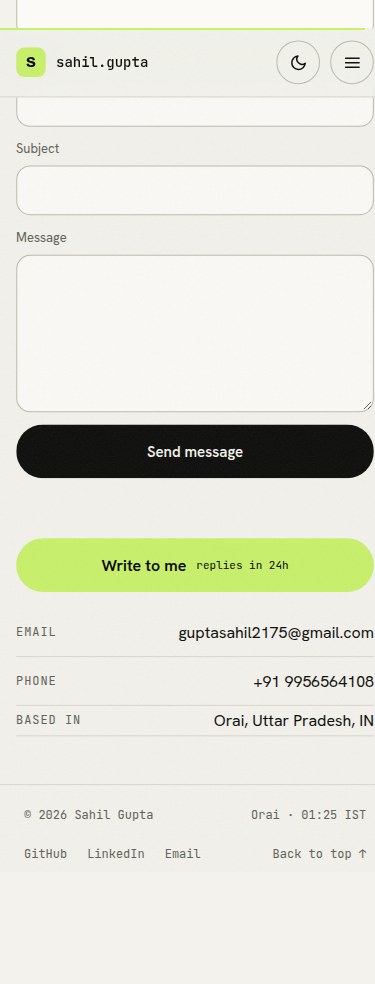 S sahil.gupta
Subject
Message
Send message
Write to me replies in 24h
EMAIL guptasahil2175@gmail.com
PHONE +91 9956564108
BASED IN Orai, Uttar Pradesh, IN
© 2026 Sahil Gupta Orai · 01:25 IST
GitHub LinkedIn Email Back to top ↑